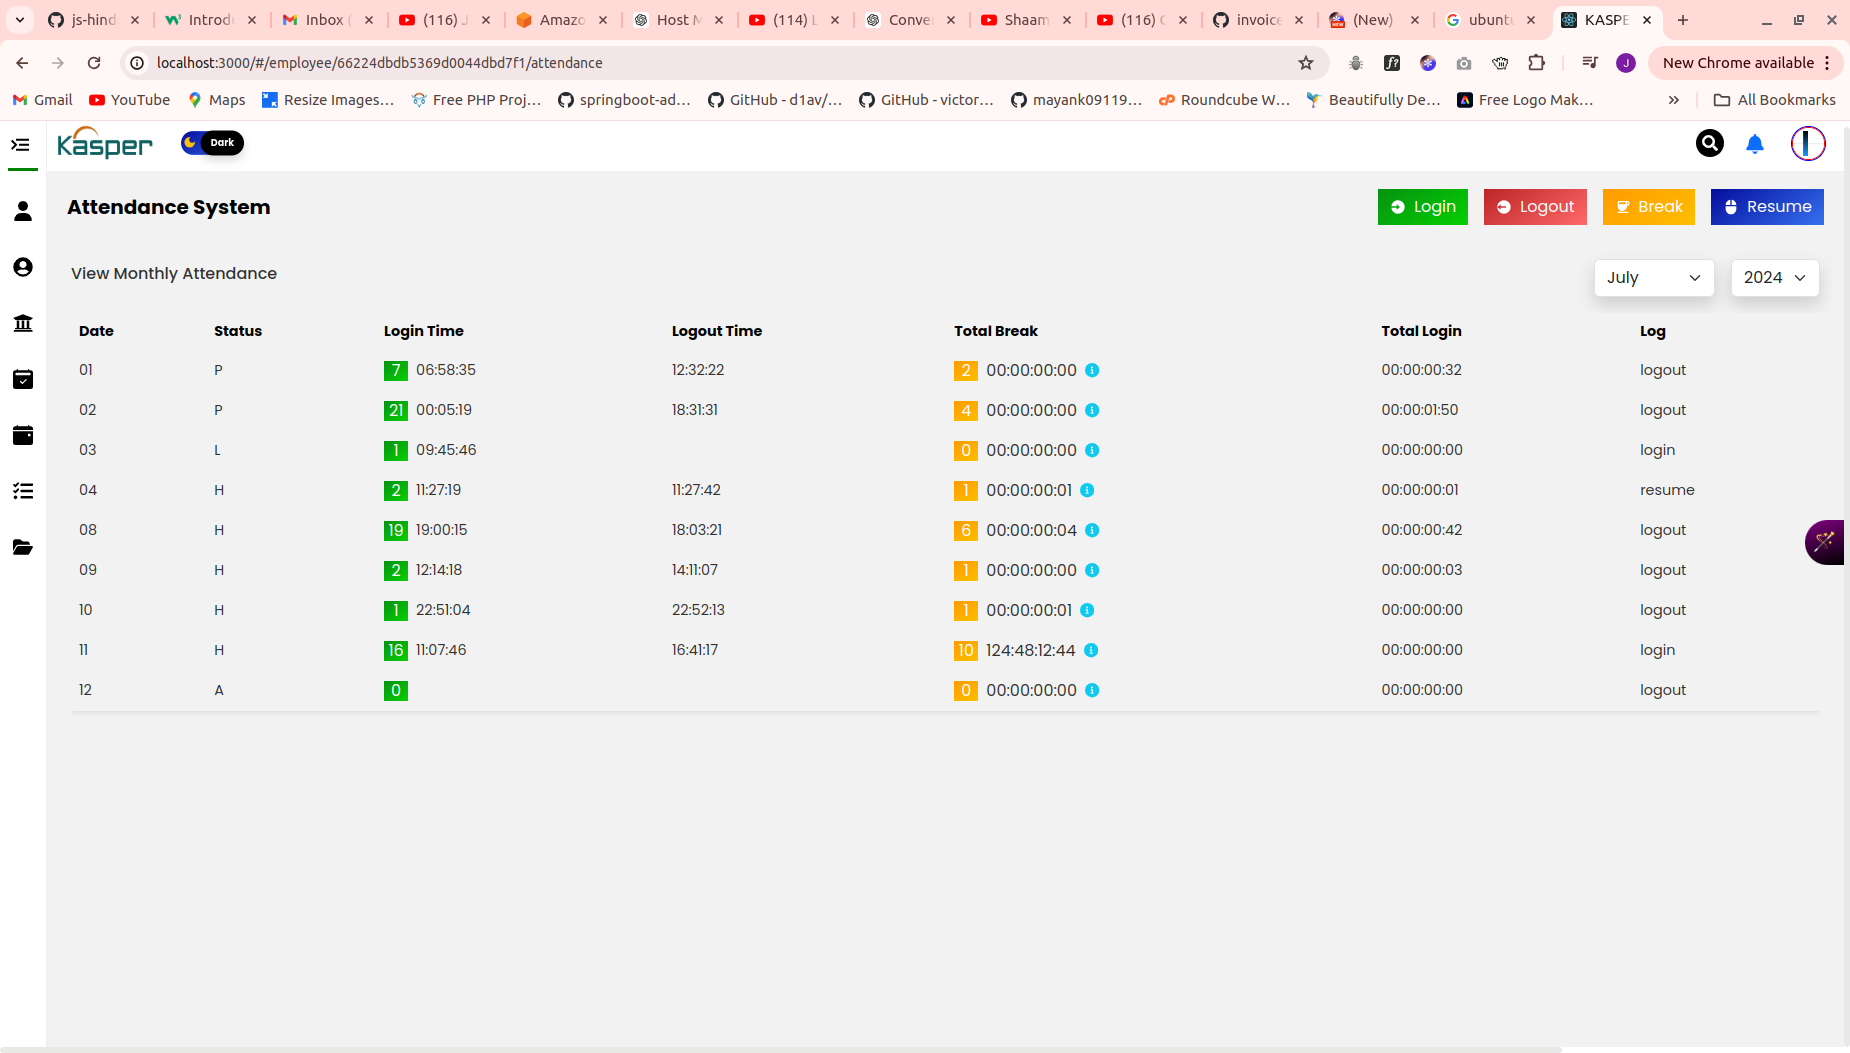 js-hind Introdu Inbox ( (116) J Amazo Host M (114) L Conver Shaam (116) C invoice (New) ubuntu KASPE
localhost:3000/#/employee/66224dbdb5369d0044dbd7f1/attendance New Chrome available
Gmail YouTube Maps Resize Images... Free PHP Proj... springboot-ad... GitHub - d1av/... GitHub - victor... mayank09119... Roundcube W... Beautifully De... Free Logo Mak... » All Bookmarks
Kasper Dark
Attendance System Login Logout Break Resume
View Monthly Attendance July 2024
Date Status Login Time Logout Time Total Break Total Login Log
01 P 7 06:58:35 12:32:22 2 00:00:00:00 00:00:00:32 logout
02 P 21 00:05:19 18:31:31 4 00:00:00:00 00:00:01:50 logout
03 L 1 09:45:46 0 00:00:00:00 00:00:00:00 login
04 H 2 11:27:19 11:27:42 1 00:00:00:01 00:00:00:01 resume
08 H 19 19:00:15 18:03:21 6 00:00:00:04 00:00:00:42 logout
09 H 2 12:14:18 14:11:07 1 00:00:00:00 00:00:00:03 logout
10 H 1 22:51:04 22:52:13 1 00:00:00:01 00:00:00:00 logout
11 H 16 11:07:46 16:41:17 10 124:48:12:44 00:00:00:00 login
12 A 0 0 00:00:00:00 00:00:00:00 logout